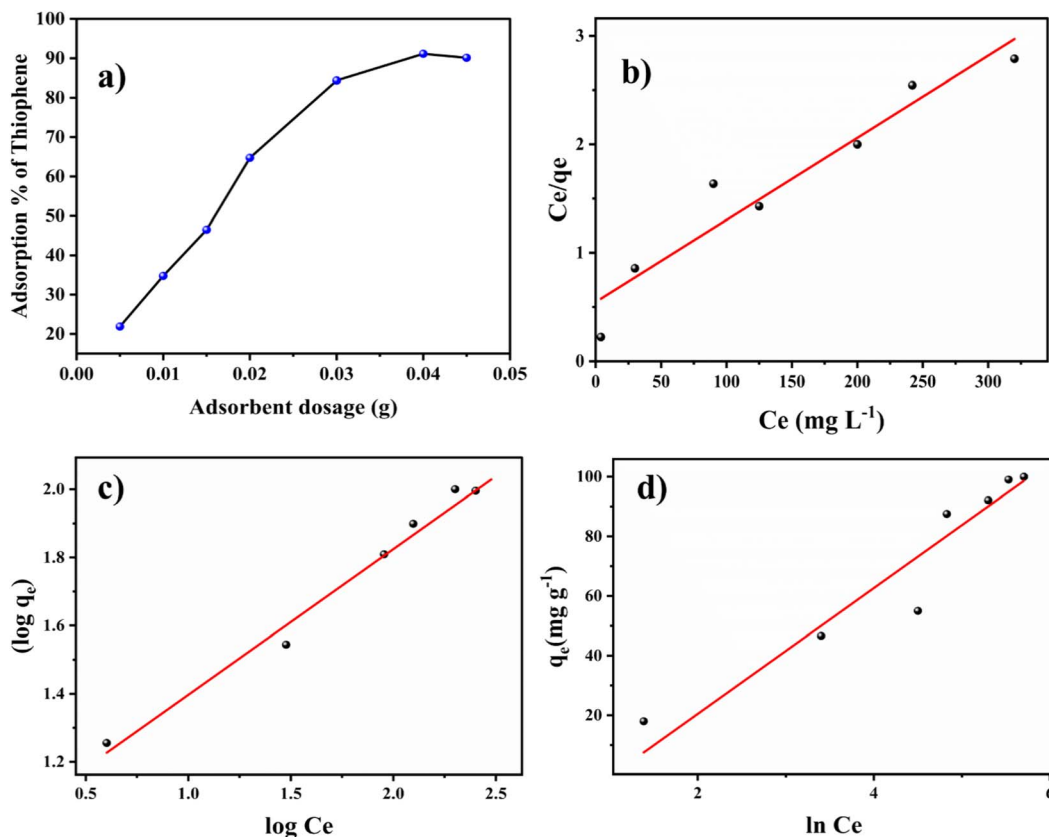 a)
Adsorption % of Thiophene
100
90
80
70
60
50
40
30
20
0.00 0.01 0.02 0.03 0.04 0.05
Adsorbent dosage (g)
b)
Ce/qe
3
2
1
0
0 50 100 150 200 250 300
Ce (mg L⁻¹)
c)
(log qₑ)
2.0
1.8
1.6
1.4
1.2
0.5 1.0 1.5 2.0 2.5
log Ce
d)
qₑ(mg g⁻¹)
100
80
60
40
20
2 4 6
ln Ce